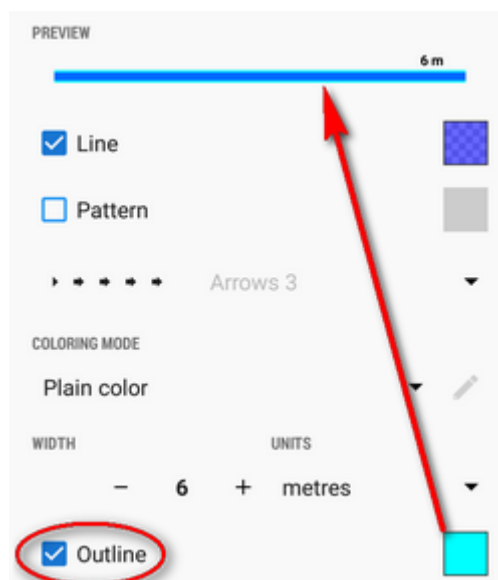 PREVIEW
6 m
Line
Pattern
Arrows 3
COLORING MODE
Plain color
WIDTH UNITS
− 6 + metres
Outline